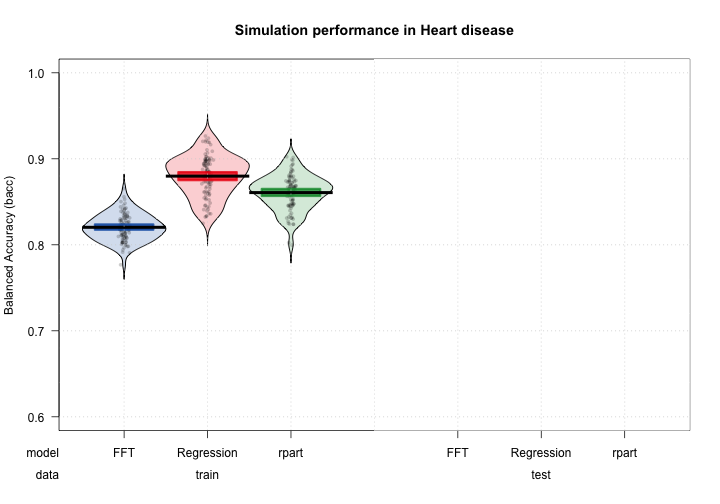 Simulation performance in Heart disease
Balanced Accuracy (bacc)
1.0
0.9
0.8
0.7
0.6
model FFT Regression rpart FFT Regression rpart
data train test